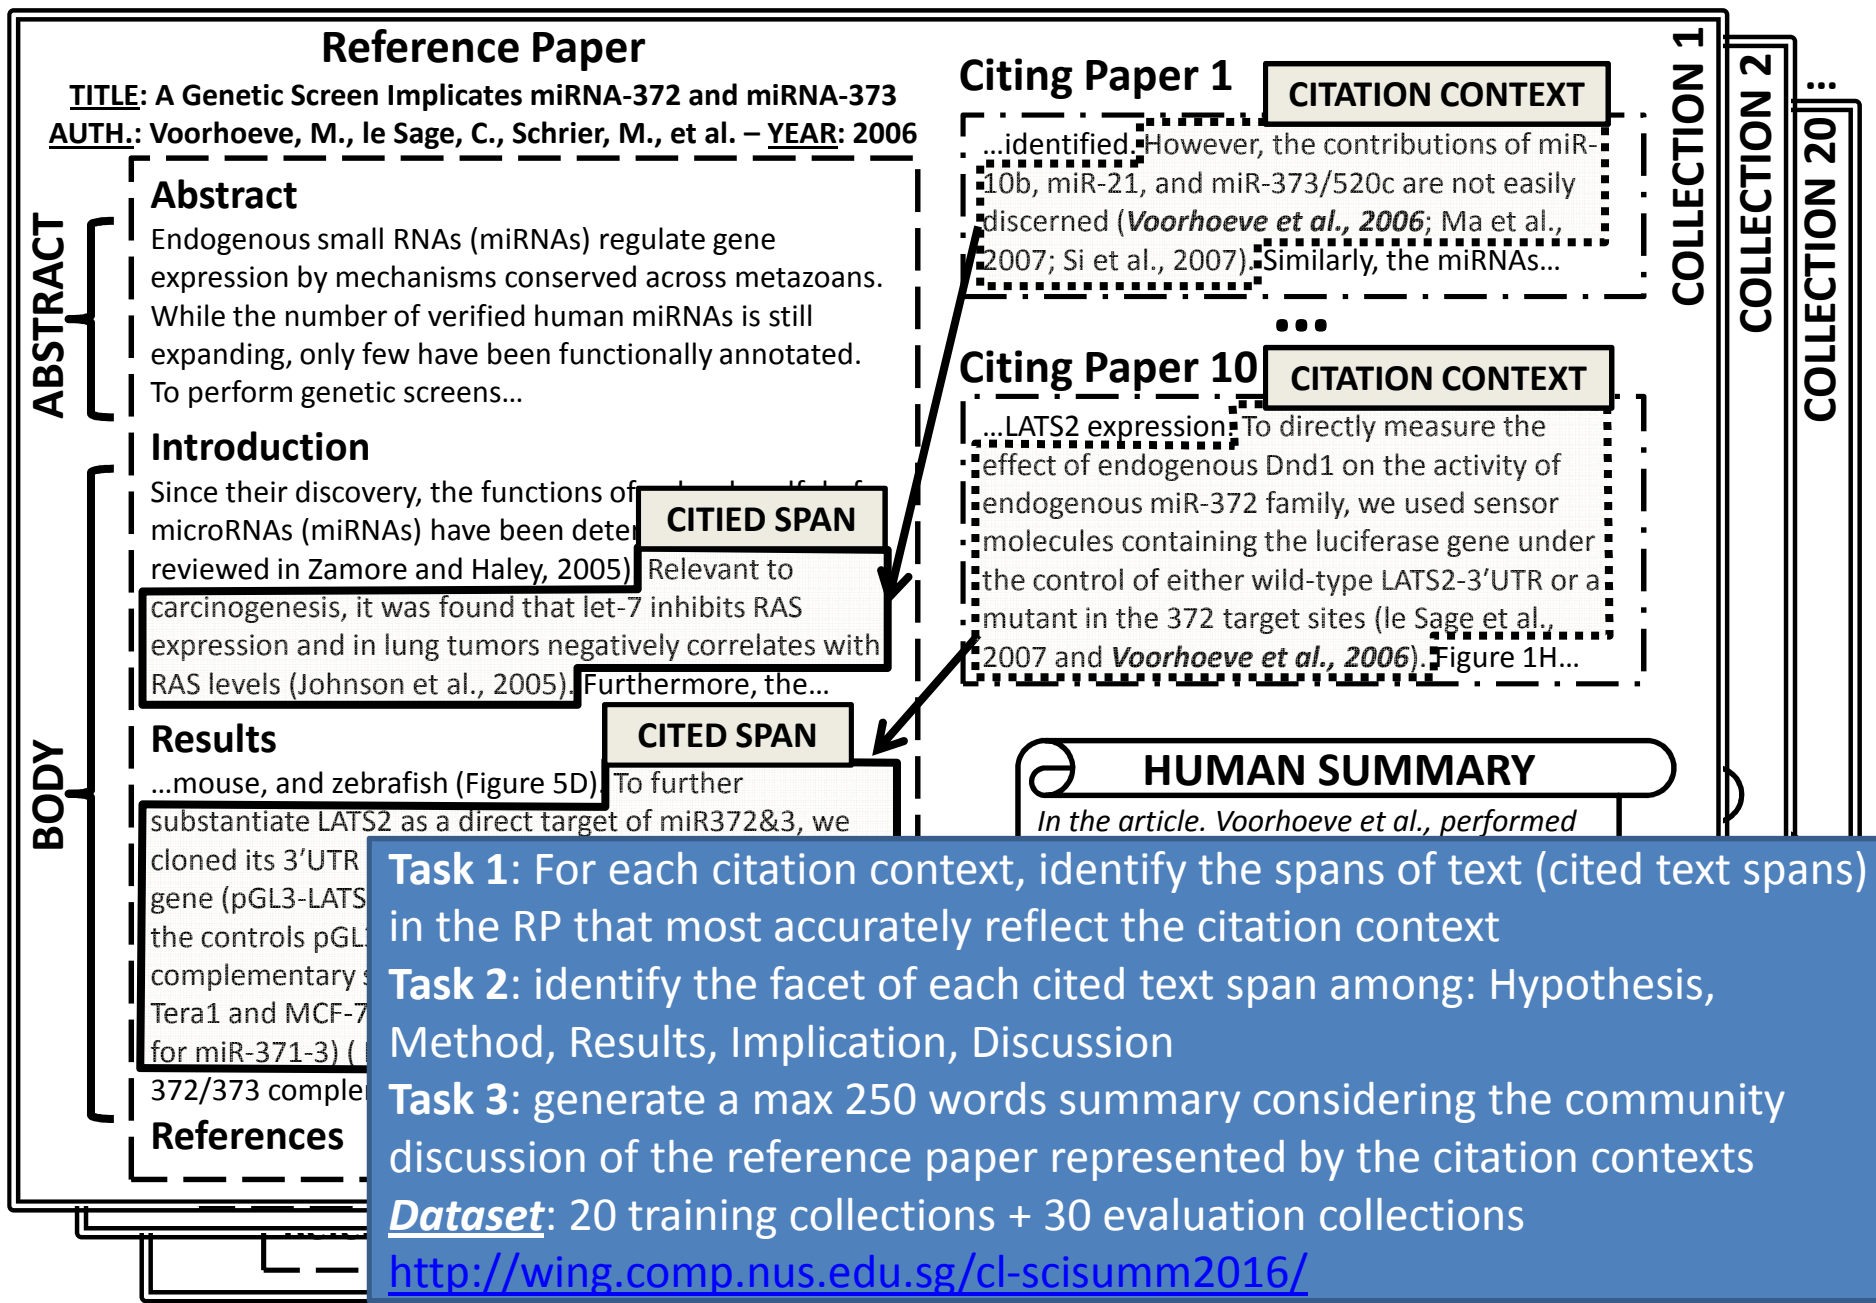 Reference Paper
TITLE: A Genetic Screen Implicates miRNA-372 and miRNA-373
AUTH.: Voorhoeve, M., le Sage, C., Schrier, M., et al. – YEAR: 2006
ABSTRACT
Abstract
Endogenous small RNAs (miRNAs) regulate gene
expression by mechanisms conserved across metazoans.
While the number of verified human miRNAs is still
expanding, only few have been functionally annotated.
To perform genetic screens…
BODY
Introduction
Since their discovery, the functions of
microRNAs (miRNAs) have been deter
reviewed in Zamore and Haley, 2005)
CITIED SPAN
Relevant to
carcinogenesis, it was found that let-7 inhibits RAS
expression and in lung tumors negatively correlates with
RAS levels (Johnson et al., 2005). Furthermore, the…
Results
CITED SPAN
…mouse, and zebrafish (Figure 5D). To further
substantiate LATS2 as a direct target of miR372&3, we
cloned its 3’UTR
gene (pGL3-LATS
the controls pGL
complementary
Tera1 and MCF-7
for miR-371-3) (
372/373 comple
References
Citing Paper 1
CITATION CONTEXT
…identified. However, the contributions of miR-
10b, miR-21, and miR-373/520c are not easily
discerned (Voorhoeve et al., 2006; Ma et al.,
2007; Si et al., 2007). Similarly, the miRNAs…
…
Citing Paper 10
CITATION CONTEXT
…LATS2 expression. To directly measure the
effect of endogenous Dnd1 on the activity of
endogenous miR-372 family, we used sensor
molecules containing the luciferase gene under
the control of either wild-type LATS2-3’UTR or a
mutant in the 372 target sites (le Sage et al.,
2007 and Voorhoeve et al., 2006). Figure 1H…
HUMAN SUMMARY
In the article. Voorhoeve et al., performed
COLLECTION 1
COLLECTION 2
…
COLLECTION 20
Task 1: For each citation context, identify the spans of text (cited text spans)
in the RP that most accurately reflect the citation context
Task 2: identify the facet of each cited text span among: Hypothesis,
Method, Results, Implication, Discussion
Task 3: generate a max 250 words summary considering the community
discussion of the reference paper represented by the citation contexts
Dataset: 20 training collections + 30 evaluation collections
http://wing.comp.nus.edu.sg/cl-scisumm2016/